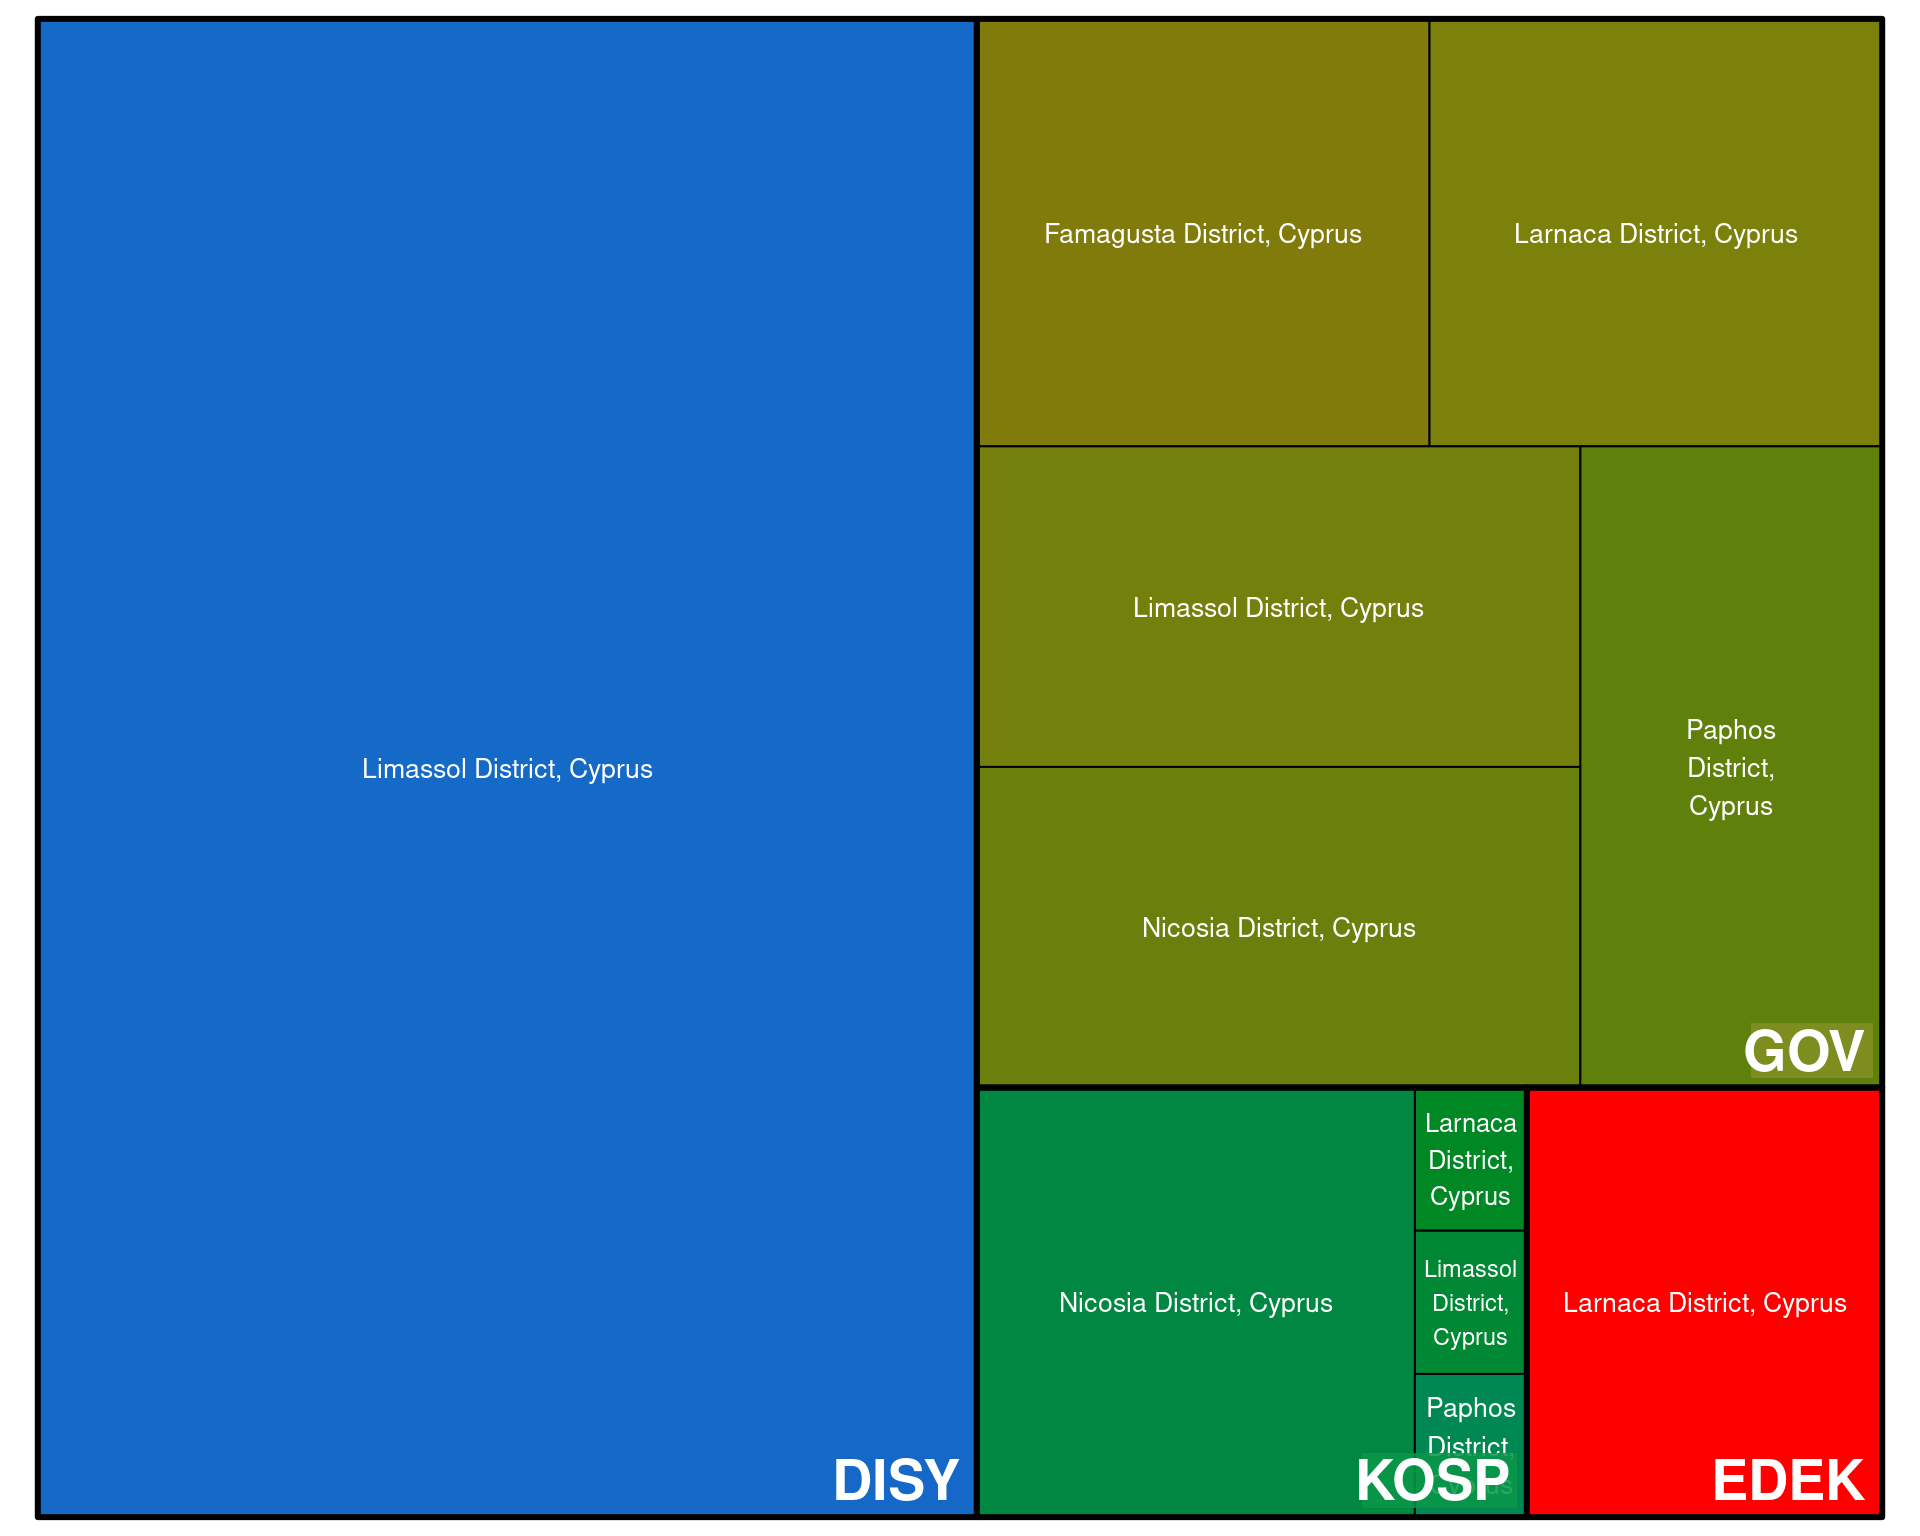 Famagusta District, Cyprus
Larnaca District, Cyprus
Limassol District, Cyprus
Paphos
District,
Cyprus
Limassol District, Cyprus
Nicosia District, Cyprus
GOV
Larnaca
District,
Cyprus
Limassol
District,
Cyprus
Nicosia District, Cyprus
Larnaca District, Cyprus
Paphos
District,
DISY
KOSP
EDEK